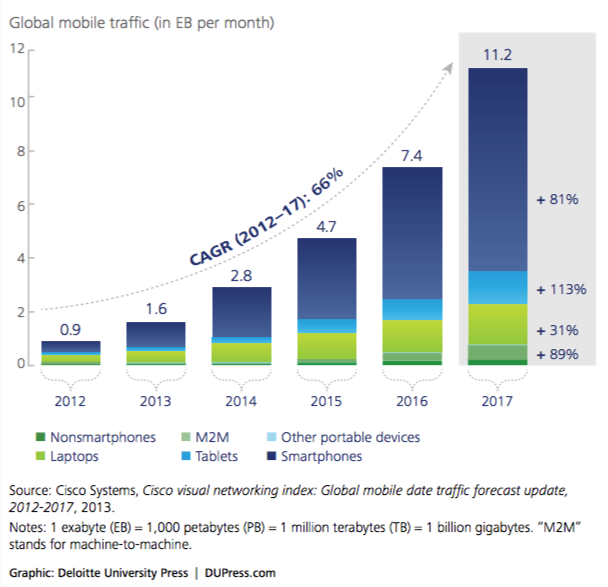 Global mobile traffic (in EB per month)
12
10
8
6
4
2
0
0.9
1.6
2.8
4.7
7.4
11.2
CAGR (2012–17): 66%
+ 81%
+ 113%
+ 31%
+ 89%
2012 2013 2014 2015 2016 2017
Nonsmartphones M2M Other portable devices
Laptops Tablets Smartphones
Source: Cisco Systems, Cisco visual networking index: Global mobile date traffic forecast update,
2012-2017, 2013.
Notes: 1 exabyte (EB) = 1,000 petabytes (PB) = 1 million terabytes (TB) = 1 billion gigabytes. “M2M”
stands for machine-to-machine.
Graphic: Deloitte University Press | DUPress.com